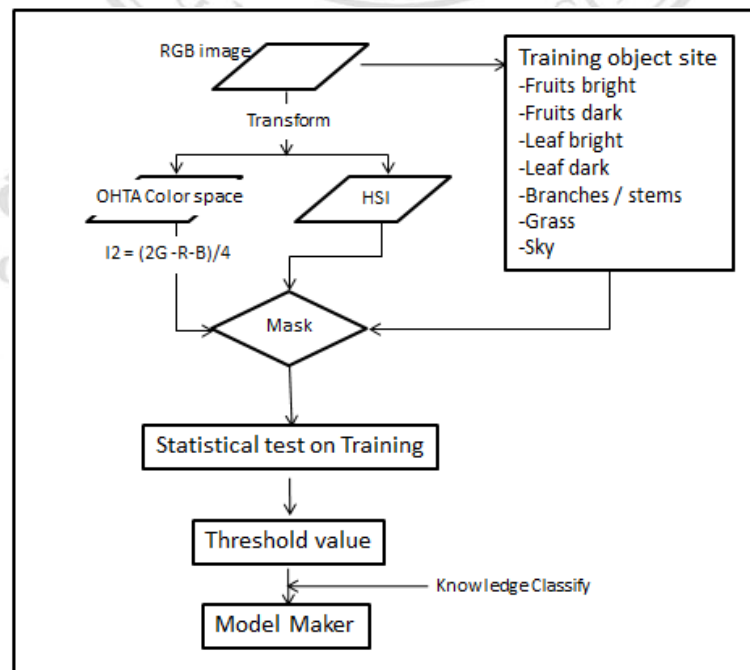 RGB image
Training object site
-Fruits bright
-Fruits dark
-Leaf bright
-Leaf dark
-Branches / stems
-Grass
-Sky
Transform
OHTA Color space
HSI
I2 = (2G -R-B)/4
Mask
Statistical test on Training
Threshold value
Knowledge Classify
Model Maker